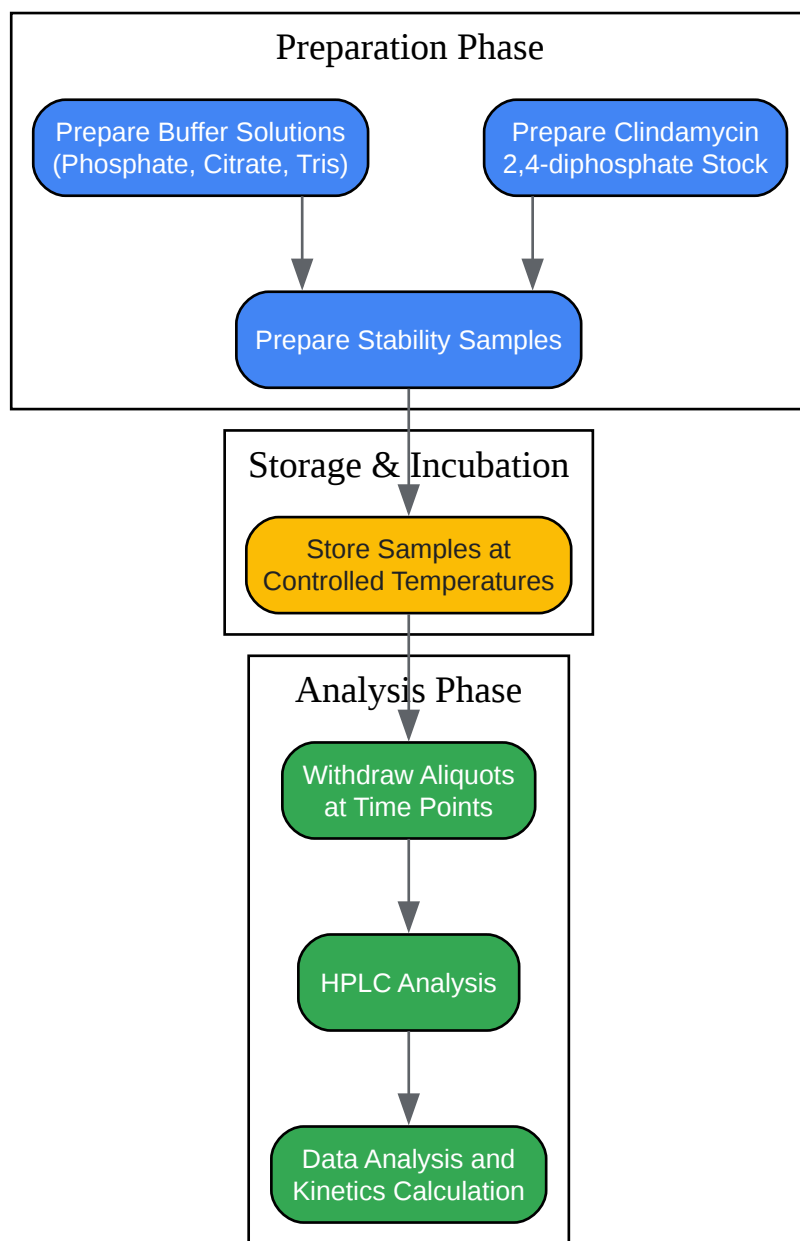 Preparation Phase
Prepare Buffer Solutions
(Phosphate, Citrate, Tris)
Prepare Clindamycin
2,4-diphosphate Stock
Prepare Stability Samples
Storage & Incubation
Store Samples at
Controlled Temperatures
Analysis Phase
Withdraw Aliquots
at Time Points
HPLC Analysis
Data Analysis and
Kinetics Calculation